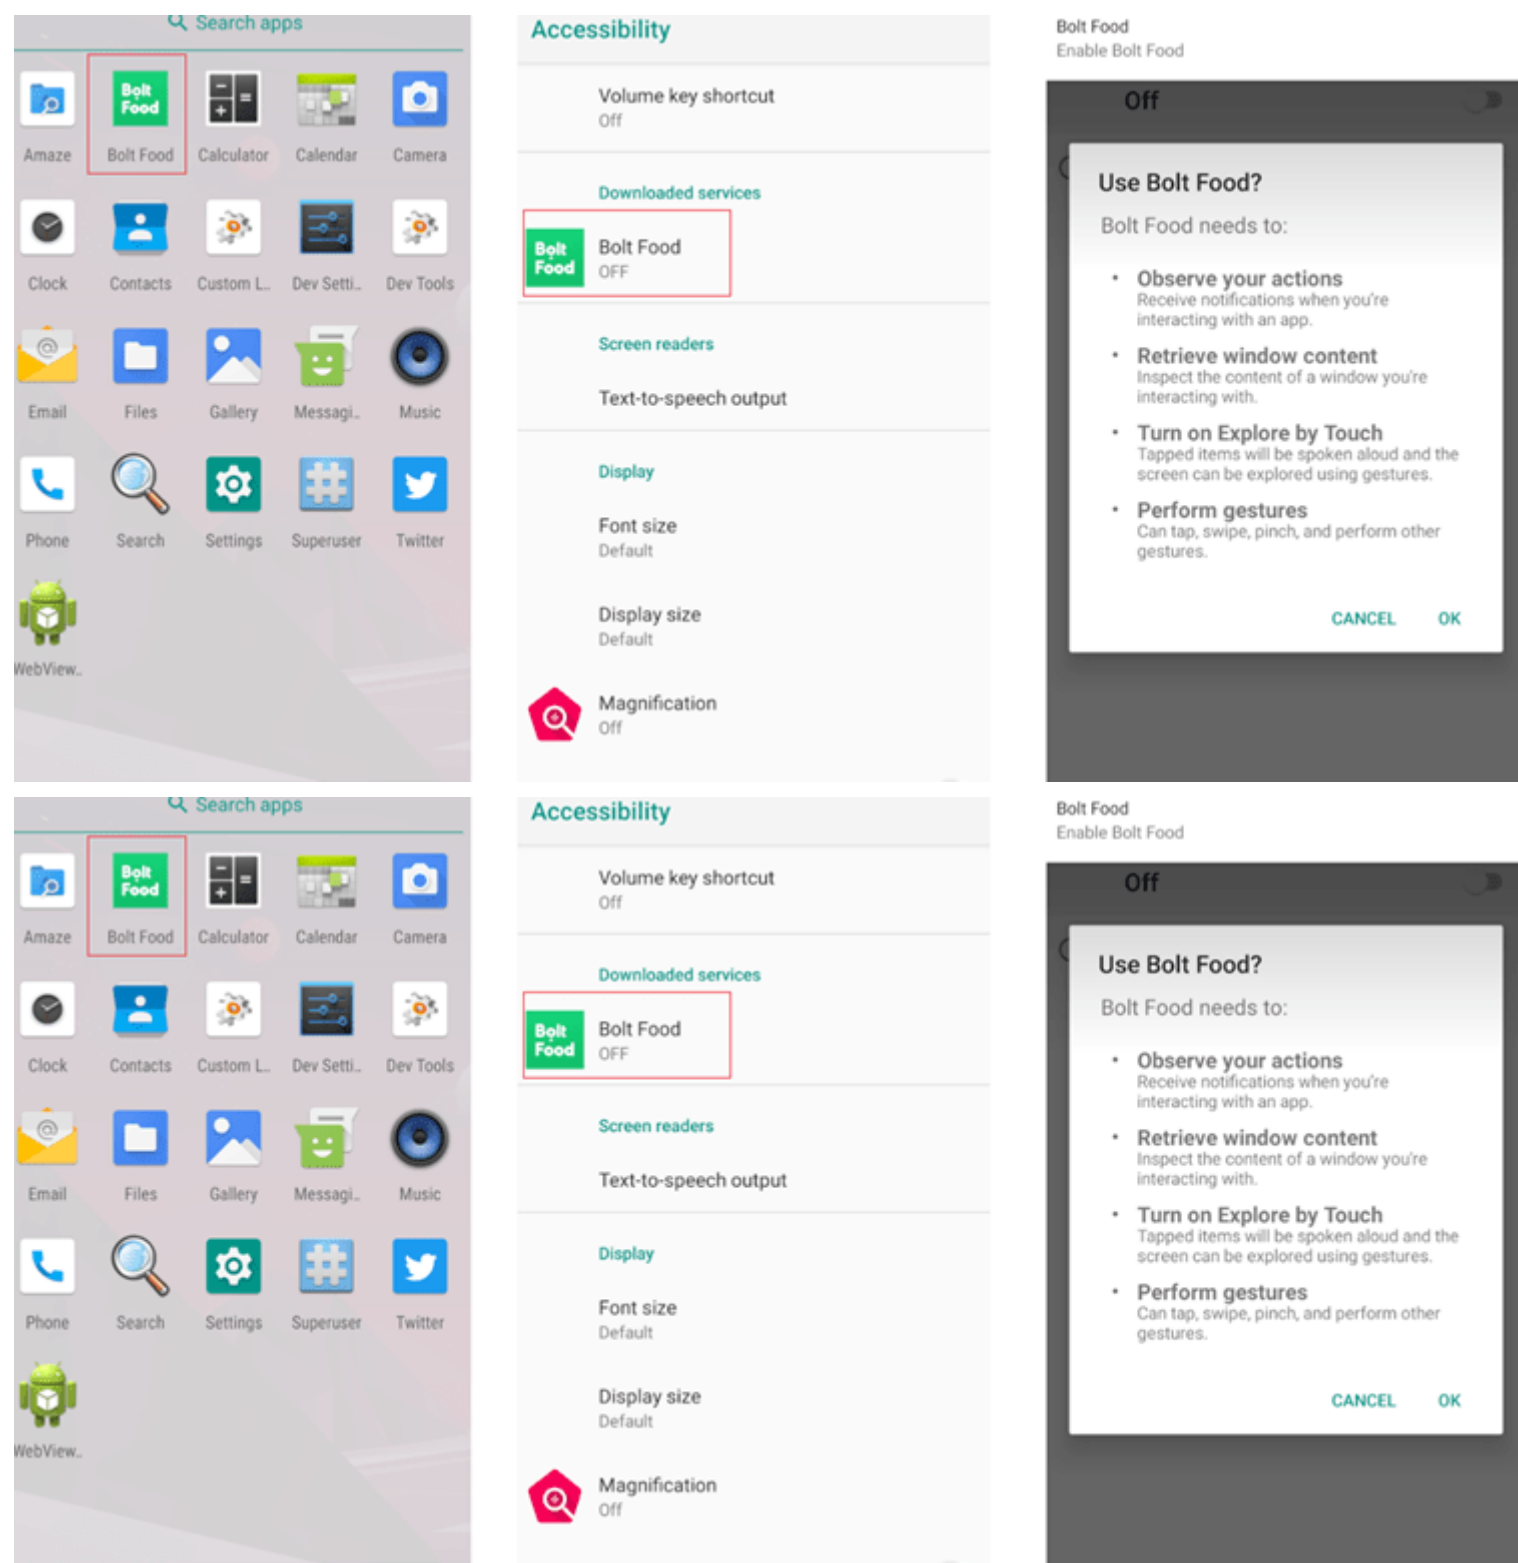 Search apps
Bolt
Food
Amaze
Bolt Food
Calculator
Calendar
Camera
Clock
Contacts
Custom L..
Dev Setti..
Dev Tools
Email
Files
Gallery
Messagi..
Music
Phone
Search
Settings
Superuser
Twitter
WebView..
Accessibility
Volume key shortcut
Off
Downloaded services
Bolt
Food
Bolt Food
OFF
Screen readers
Text-to-speech output
Display
Font size
Default
Display size
Default
Magnification
Off
Bolt Food
Enable Bolt Food
Off
Use Bolt Food?
Bolt Food needs to:
• Observe your actions
Receive notifications when you're
interacting with an app.
• Retrieve window content
Inspect the content of a window you're
interacting with.
• Turn on Explore by Touch
Tapped items will be spoken aloud and the
screen can be explored using gestures.
• Perform gestures
Can tap, swipe, pinch, and perform other
gestures.
CANCEL OK
Search apps
Bolt
Food
Amaze
Bolt Food
Calculator
Calendar
Camera
Clock
Contacts
Custom L..
Dev Setti..
Dev Tools
Email
Files
Gallery
Messagi..
Music
Phone
Search
Settings
Superuser
Twitter
WebView..
Accessibility
Volume key shortcut
Off
Downloaded services
Bolt
Food
Bolt Food
OFF
Screen readers
Text-to-speech output
Display
Font size
Default
Display size
Default
Magnification
Off
Bolt Food
Enable Bolt Food
Off
Use Bolt Food?
Bolt Food needs to:
• Observe your actions
Receive notifications when you're
interacting with an app.
• Retrieve window content
Inspect the content of a window you're
interacting with.
• Turn on Explore by Touch
Tapped items will be spoken aloud and the
screen can be explored using gestures.
• Perform gestures
Can tap, swipe, pinch, and perform other
gestures.
CANCEL OK